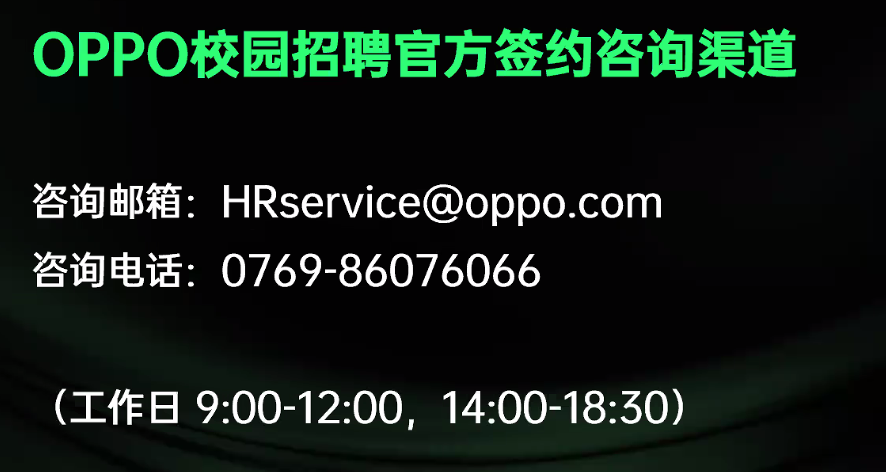 OPPO校园招聘官方签约咨询渠道
咨询邮箱：HRservice@oppo.com
咨询电话：0769-86076066
（工作日 9:00-12:00，14:00-18:30）